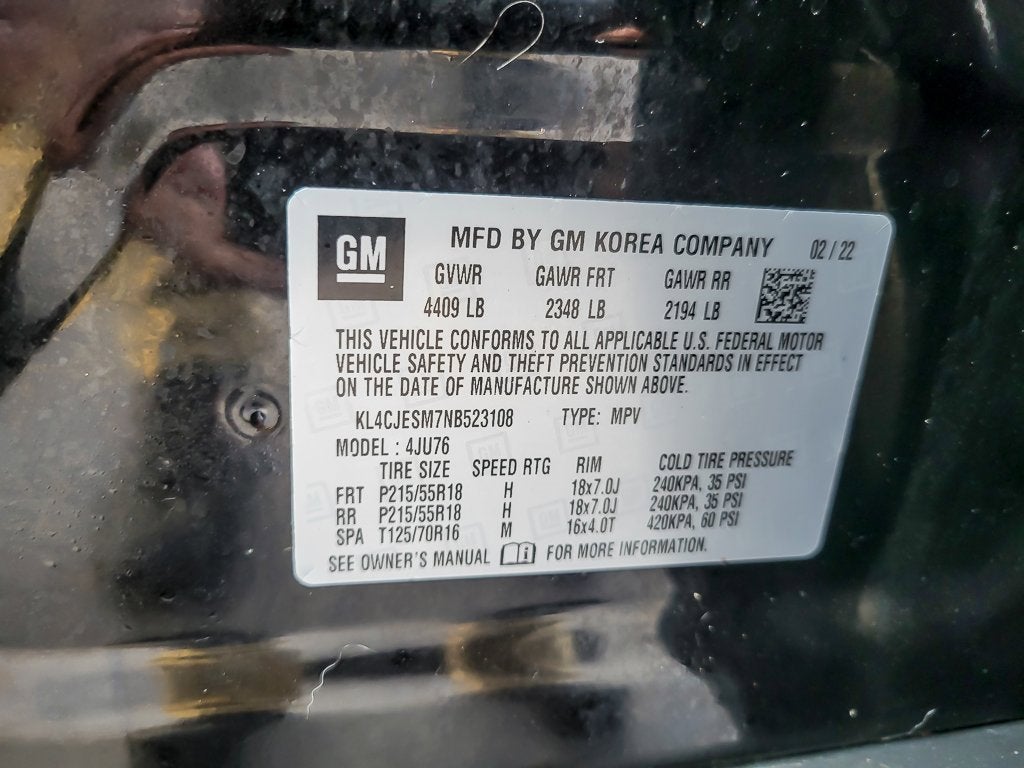 GM
MFD BY GM KOREA COMPANY 02 / 22
GVWR GAWR FRT GAWR RR
4409 LB 2348 LB 2194 LB
THIS VEHICLE CONFORMS TO ALL APPLICABLE U.S. FEDERAL MOTOR
VEHICLE SAFETY AND THEFT PREVENTION STANDARDS IN EFFECT
ON THE DATE OF MANUFACTURE SHOWN ABOVE.
KL4CJESM7NB523108 TYPE: MPV
MODEL : 4JU76
TIRE SIZE SPEED RTG RIM COLD TIRE PRESSURE
FRT P215/55R18 H 18x7.0J 240KPA, 35 PSI
RR P215/55R18 H 18x7.0J 240KPA, 35 PSI
SPA T125/70R16 M 16x4.0T 420KPA, 60 PSI
SEE OWNER'S MANUAL i FOR MORE INFORMATION.